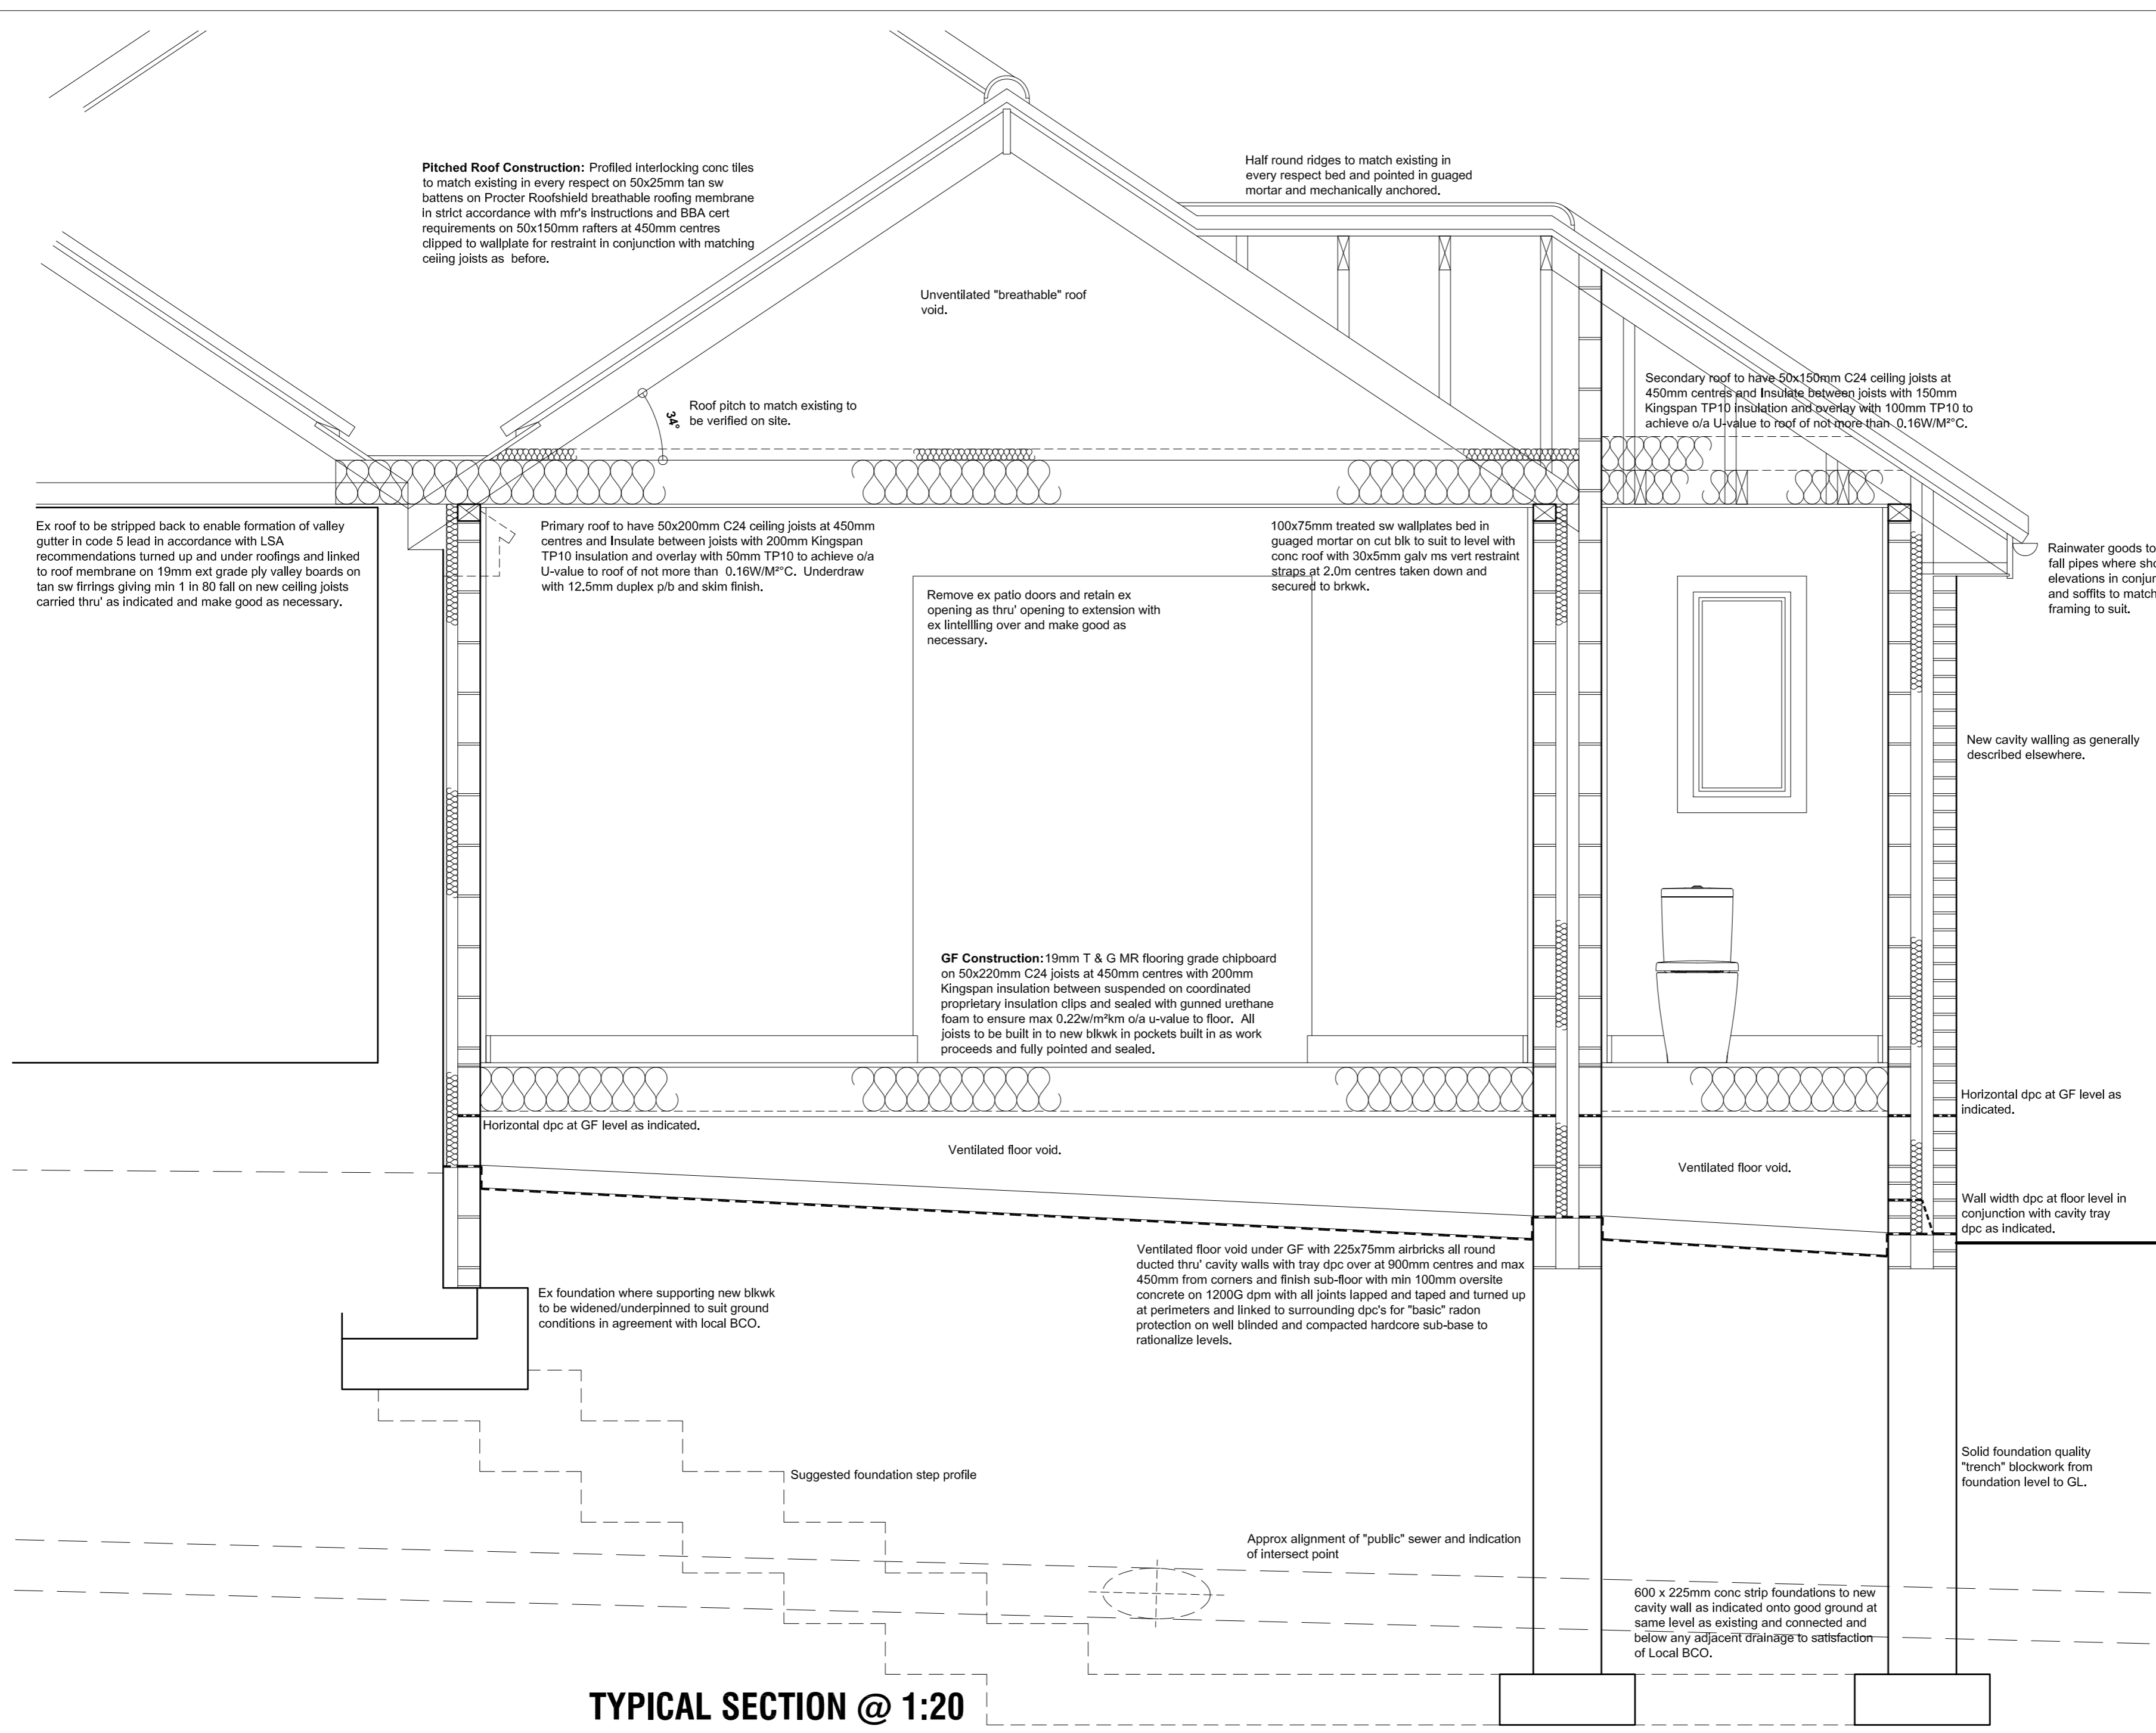 Pitched Roof Construction: Profiled interlocking conc tiles
to match existing in every respect on 50x25mm tan sw
battens on Procter Roofshield breathable roofing membrane
in strict accordance with mfr's instructions and BBA cert
requirements on 50x150mm rafters at 450mm centres
clipped to wallplate for restraint in conjunction with matching
ceiing joists as before.
Half round ridges to match existing in
every respect bed and pointed in guaged
mortar and mechanically anchored.
Unventilated "breathable" roof
void.
34°
Roof pitch to match existing to
be verified on site.
Secondary roof to have 50x150mm C24 ceiling joists at
450mm centres and Insulate between joists with 150mm
Kingspan TP10 insulation and overlay with 100mm TP10 to
achieve o/a U-value to roof of not more than 0.16W/M²°C.
Ex roof to be stripped back to enable formation of valley
gutter in code 5 lead in accordance with LSA
recommendations turned up and under roofings and linked
to roof membrane on 19mm ext grade ply valley boards on
tan sw firrings giving min 1 in 80 fall on new ceiling joists
carried thru' as indicated and make good as necessary.
Primary roof to have 50x200mm C24 ceiling joists at 450mm
centres and Insulate between joists with 200mm Kingspan
TP10 insulation and overlay with 50mm TP10 to achieve o/a
U-value to roof of not more than 0.16W/M²°C. Underdraw
with 12.5mm duplex p/b and skim finish.
100x75mm treated sw wallplates bed in
guaged mortar on cut blk to suit to level with
conc roof with 30x5mm galv ms vert restraint
straps at 2.0m centres taken down and
secured to brkwk.
Rainwater goods to
fall pipes where sho
elevations in conjun
and soffits to match
framing to suit.
Remove ex patio doors and retain ex
opening as thru' opening to extension with
ex lintellling over and make good as
necessary.
New cavity walling as generally
described elsewhere.
GF Construction:19mm T & G MR flooring grade chipboard
on 50x220mm C24 joists at 450mm centres with 200mm
Kingspan insulation between suspended on coordinated
proprietary insulation clips and sealed with gunned urethane
foam to ensure max 0.22w/m²km o/a u-value to floor. All
joists to be built in to new blkwk in pockets built in as work
proceeds and fully pointed and sealed.
Horizontal dpc at GF level as
indicated.
Horizontal dpc at GF level as indicated.
Ventilated floor void.
Ventilated floor void.
Wall width dpc at floor level in
conjunction with cavity tray
dpc as indicated.
Ventilated floor void under GF with 225x75mm airbricks all round
ducted thru' cavity walls with tray dpc over at 900mm centres and max
450mm from corners and finish sub-floor with min 100mm oversite
concrete on 1200G dpm with all joints lapped and taped and turned up
at perimeters and linked to surrounding dpc's for "basic" radon
protection on well blinded and compacted hardcore sub-base to
rationalize levels.
Ex foundation where supporting new blkwk
to be widened/underpinned to suit ground
conditions in agreement with local BCO.
Suggested foundation step profile
Solid foundation quality
"trench" blockwork from
foundation level to GL.
Approx alignment of "public" sewer and indication
of intersect point
600 x 225mm conc strip foundations to new
cavity wall as indicated onto good ground at
same level as existing and connected and
below any adjacent drainage to satisfaction
of Local BCO.
TYPICAL SECTION @ 1:20